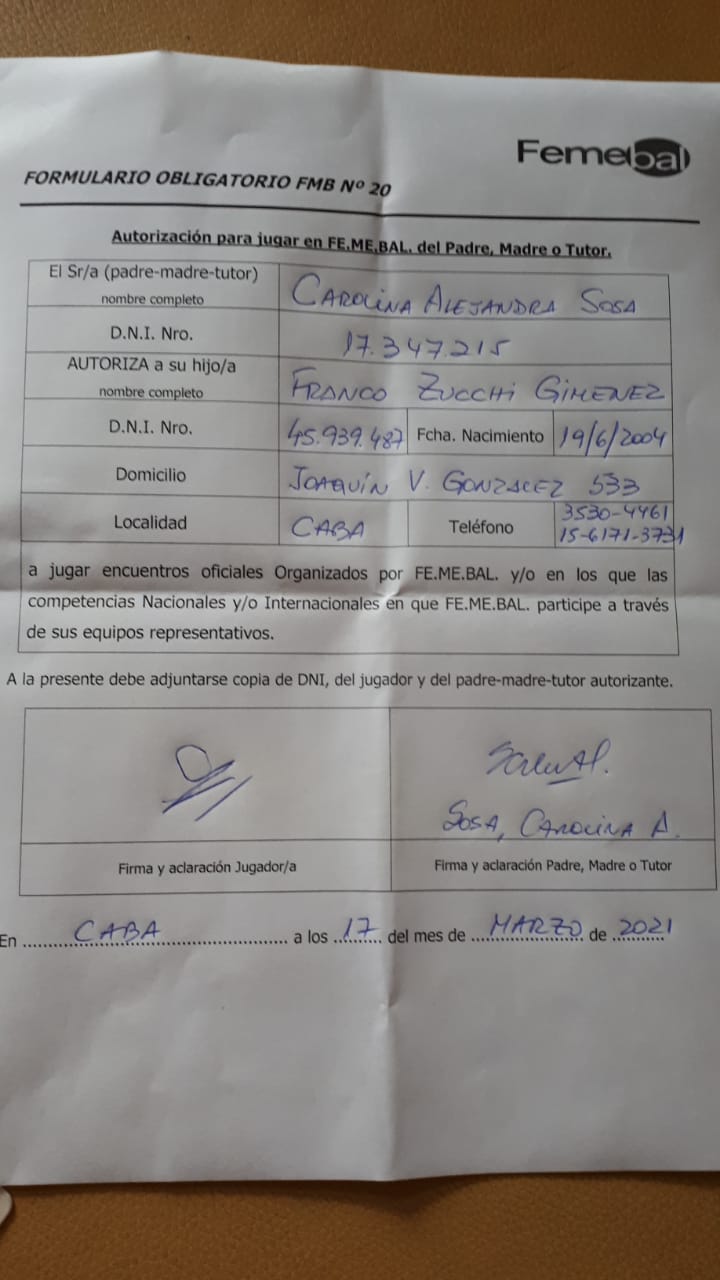 Femebal
FORMULARIO OBLIGATORIO FMB Nº 20
Autorización para jugar en FE.ME.BAL. del Padre, Madre o Tutor.
El Sr/a (padre-madre-tutor)
nombre completo
CAROLINA ALEJANDRA SOSA
D.N.I. Nro.
17.347.215
AUTORIZA a su hijo/a
nombre completo
FRANCO ZUCCHI GIMENEZ
D.N.I. Nro.
45.939.487
Fcha. Nacimiento
19/6/2004
Domicilio
JOAQUÍN V. GONZALEZ 533
Localidad
CABA
Teléfono
3530-4461
15-6171-3731
a jugar encuentros oficiales Organizados por FE.ME.BAL. y/o en los que las
competencias Nacionales y/o Internacionales en que FE.ME.BAL. participe a través
de sus equipos representativos.
A la presente debe adjuntarse copia de DNI, del jugador y del padre-madre-tutor autorizante.
SOSA, CAROLINA A.
Firma y aclaración Jugador/a
Firma y aclaración Padre, Madre o Tutor
En CABA a los 17 del mes de MARZO de 2021